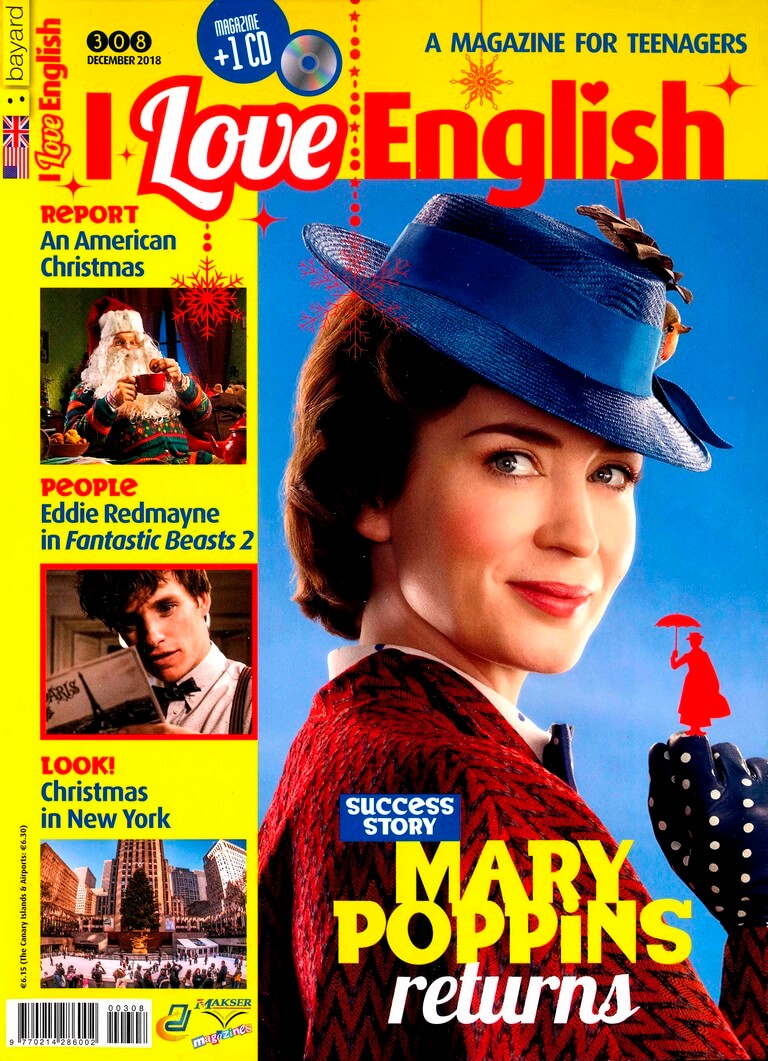 bayard
I Love English
308
DECEMBER 2018
MAGAZINE
+1 CD
A MAGAZINE FOR TEENAGERS
I Love English
REPORT
An American
Christmas
PEOPLE
Eddie Redmayne
in Fantastic Beasts 2
PARIS
LOOK!
Christmas
in New York
SUCCESS
STORY
MARY
POPPiNS
returns
€6.15 (The Canary Islands & Airports: €6.30)
00308
9 770214 286002
MAKSER
magazines